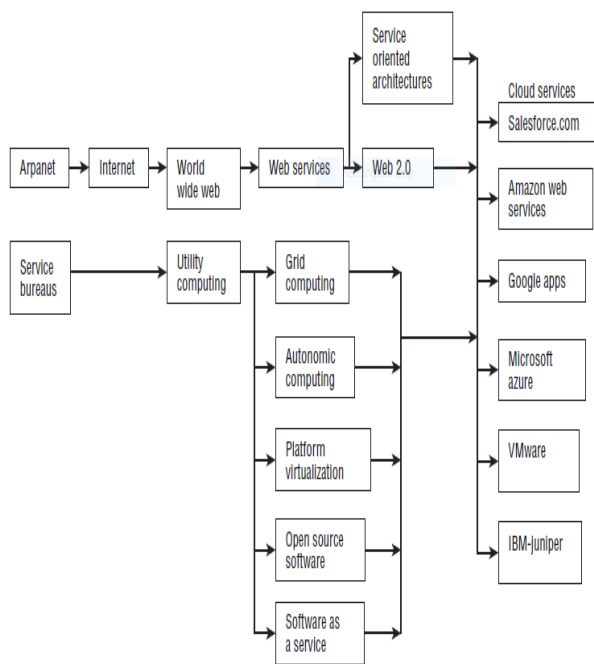 Service
oriented
architectures
Cloud services
Salesforce.com
Arpanet
Internet
World
wide web
Web services
Web 2.0
Amazon web
services
Service
bureaus
Utility
computing
Grid
computing
Google apps
Autonomic
computing
Microsoft
azure
Platform
virtualization
VMware
Open source
software
IBM-juniper
Software as
a service